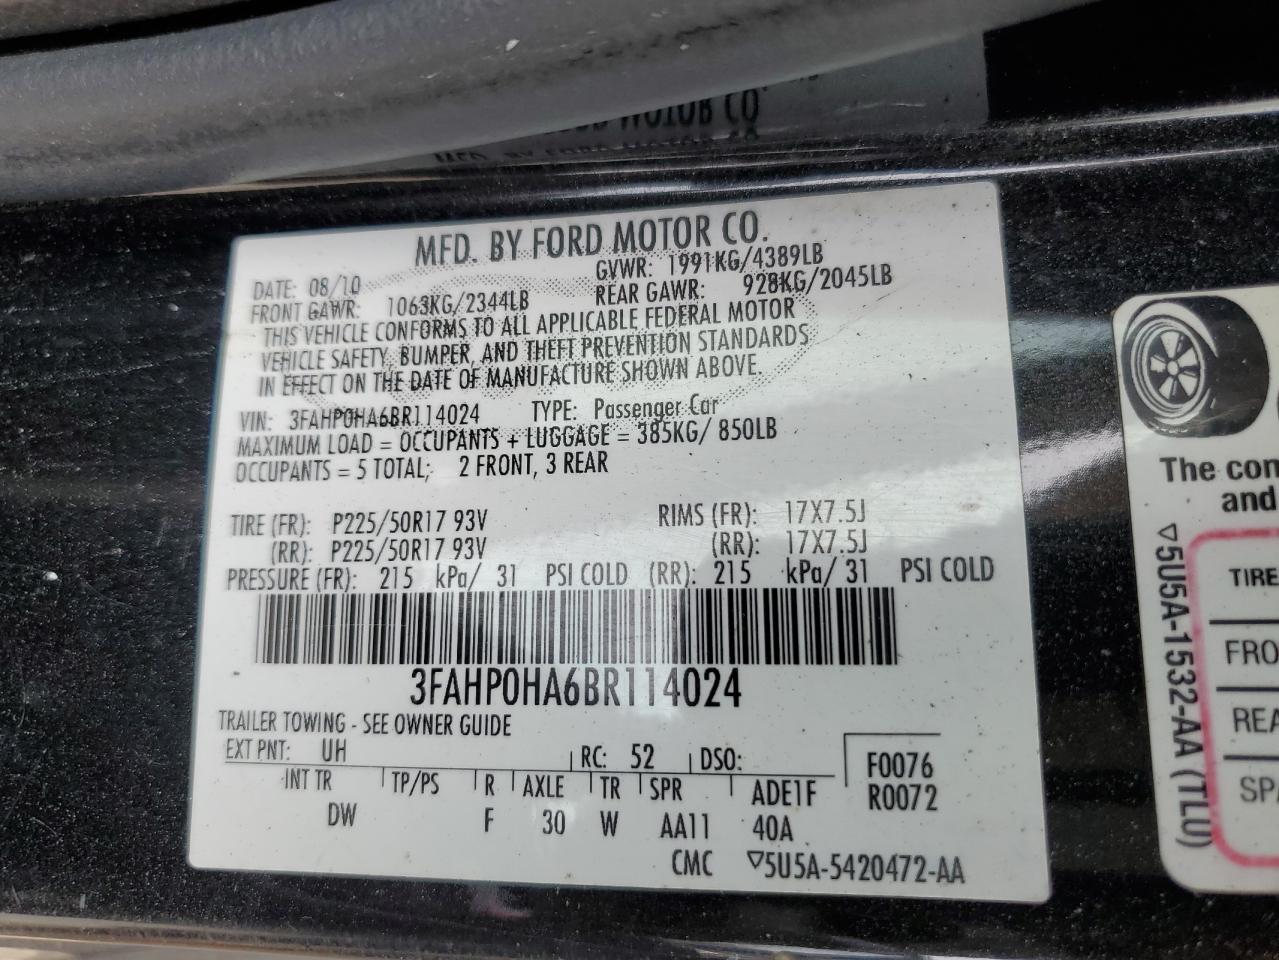 MFD. BY FORD MOTOR CO.
DATE: 08/10 GVWR: 1991KG/4389LB
FRONT GAWR: 1063KG/2344LB REAR GAWR: 928KG/2045LB
THIS VEHICLE CONFORMS TO ALL APPLICABLE FEDERAL MOTOR
VEHICLE SAFETY, BUMPER, AND THEFT PREVENTION STANDARDS
IN EFFECT ON THE DATE OF MANUFACTURE SHOWN ABOVE.
VIN: 3FAHP0HA6BR114024 TYPE: Passenger Car
MAXIMUM LOAD = OCCUPANTS + LUGGAGE = 385KG/ 850LB
OCCUPANTS = 5 TOTAL; 2 FRONT, 3 REAR
TIRE (FR): P225/50R17 93V RIMS (FR): 17X7.5J
(RR): P225/50R17 93V (RR): 17X7.5J
PRESSURE (FR): 215 kPa/ 31 PSI COLD (RR): 215 kPa/ 31 PSI COLD
3FAHP0HA6BR114024
TRAILER TOWING - SEE OWNER GUIDE
EXT PNT: UH RC: 52 DSO: F0076
INT TR TP/PS R AXLE TR SPR ADE1F R0072
DW F 30 W AA11 40A
CMC ▽5U5A-5420472-AA
The con
and
TIRE
FRO
REA
SPA
▽5U5A-1532-AA (TLU)